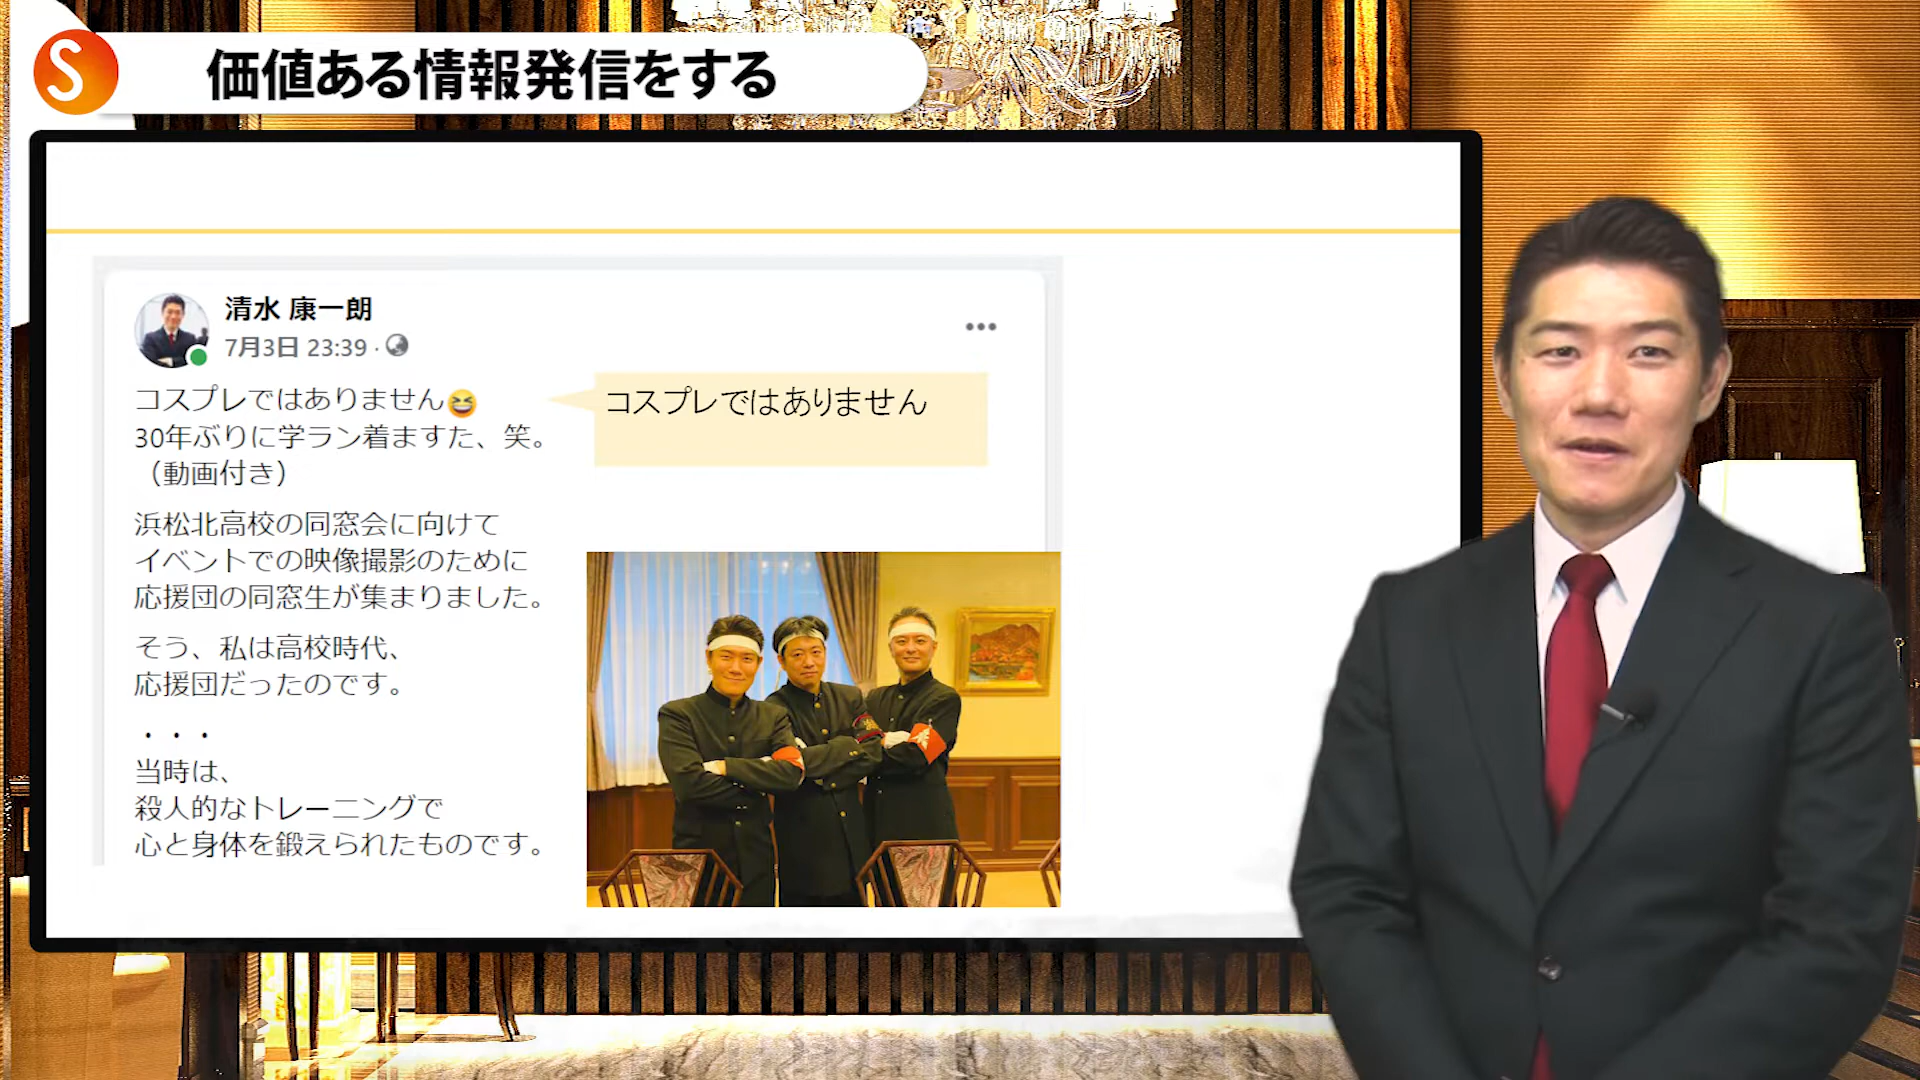 S 価値ある情報発信をする
清水 康一朗
7月3日 23:39 ·
コスプレではありません😆
30年ぶりに学ラン着ますた、笑。
（動画付き）
コスプレではありません
浜松北高校の同窓会に向けて
イベントでの映像撮影のために
応援団の同窓生が集まりました。
そう、私は高校時代、
応援団だったのです。
・・・
当時は、
殺人的なトレーニングで
心と身体を鍛えられたものです。